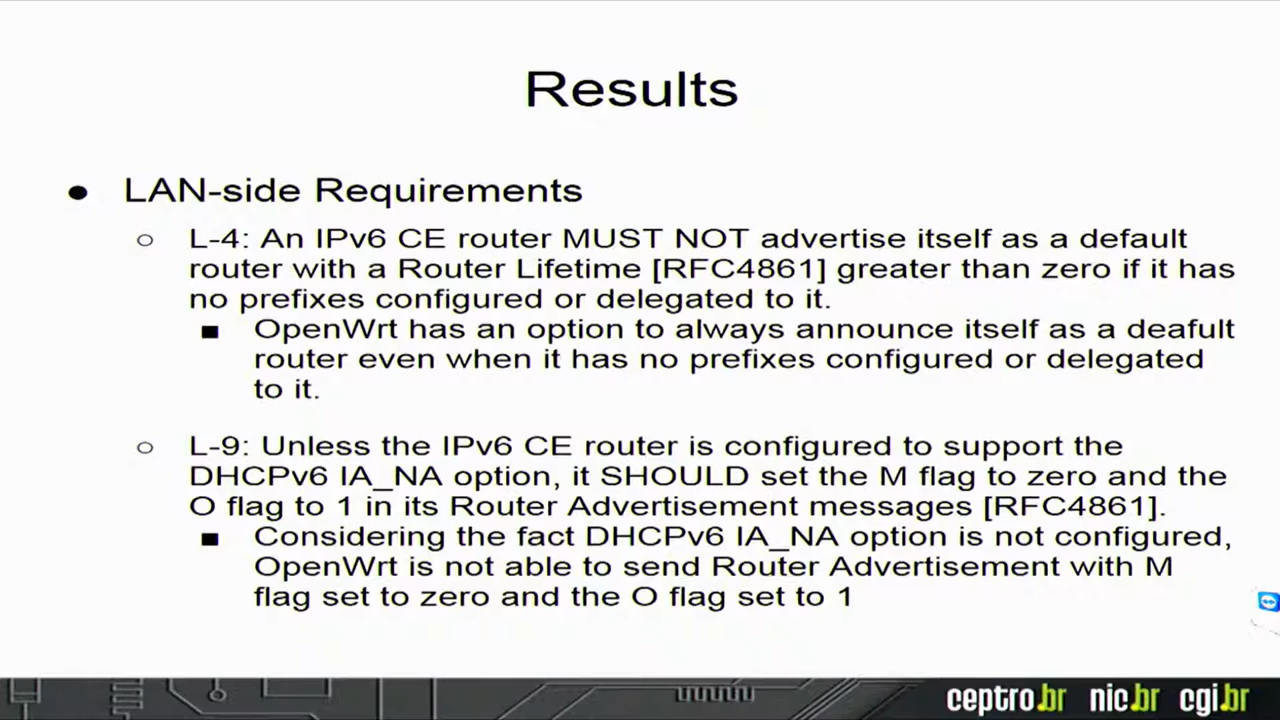 Results
● LAN-side Requirements
○ L-4: An IPv6 CE router MUST NOT advertise itself as a default
router with a Router Lifetime [RFC4861] greater than zero if it has
no prefixes configured or delegated to it.
■ OpenWrt has an option to always announce itself as a deafult
router even when it has no prefixes configured or delegated
to it.
○ L-9: Unless the IPv6 CE router is configured to support the
DHCPv6 IA_NA option, it SHOULD set the M flag to zero and the
O flag to 1 in its Router Advertisement messages [RFC4861].
■ Considering the fact DHCPv6 IA_NA option is not configured,
OpenWrt is not able to send Router Advertisement with M
flag set to zero and the O flag set to 1
ceptro.br nic.br cgi.br